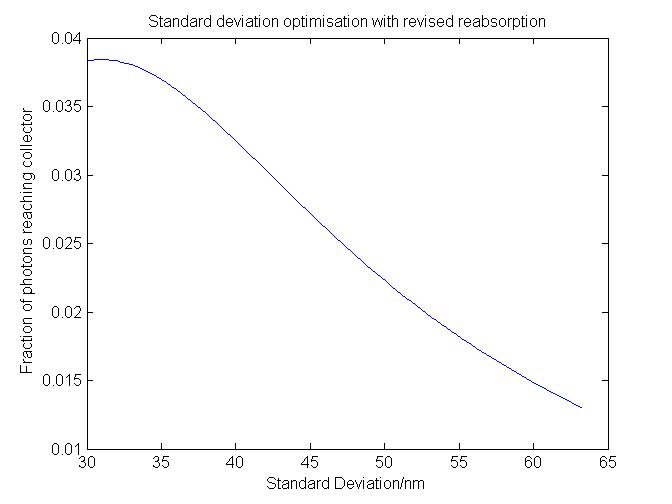 Standard deviation optimisation with revised reabsorption
Fraction of photons reaching collector
0.04
0.035
0.03
0.025
0.02
0.015
0.01
30 35 40 45 50 55 60 65
Standard Deviation/nm